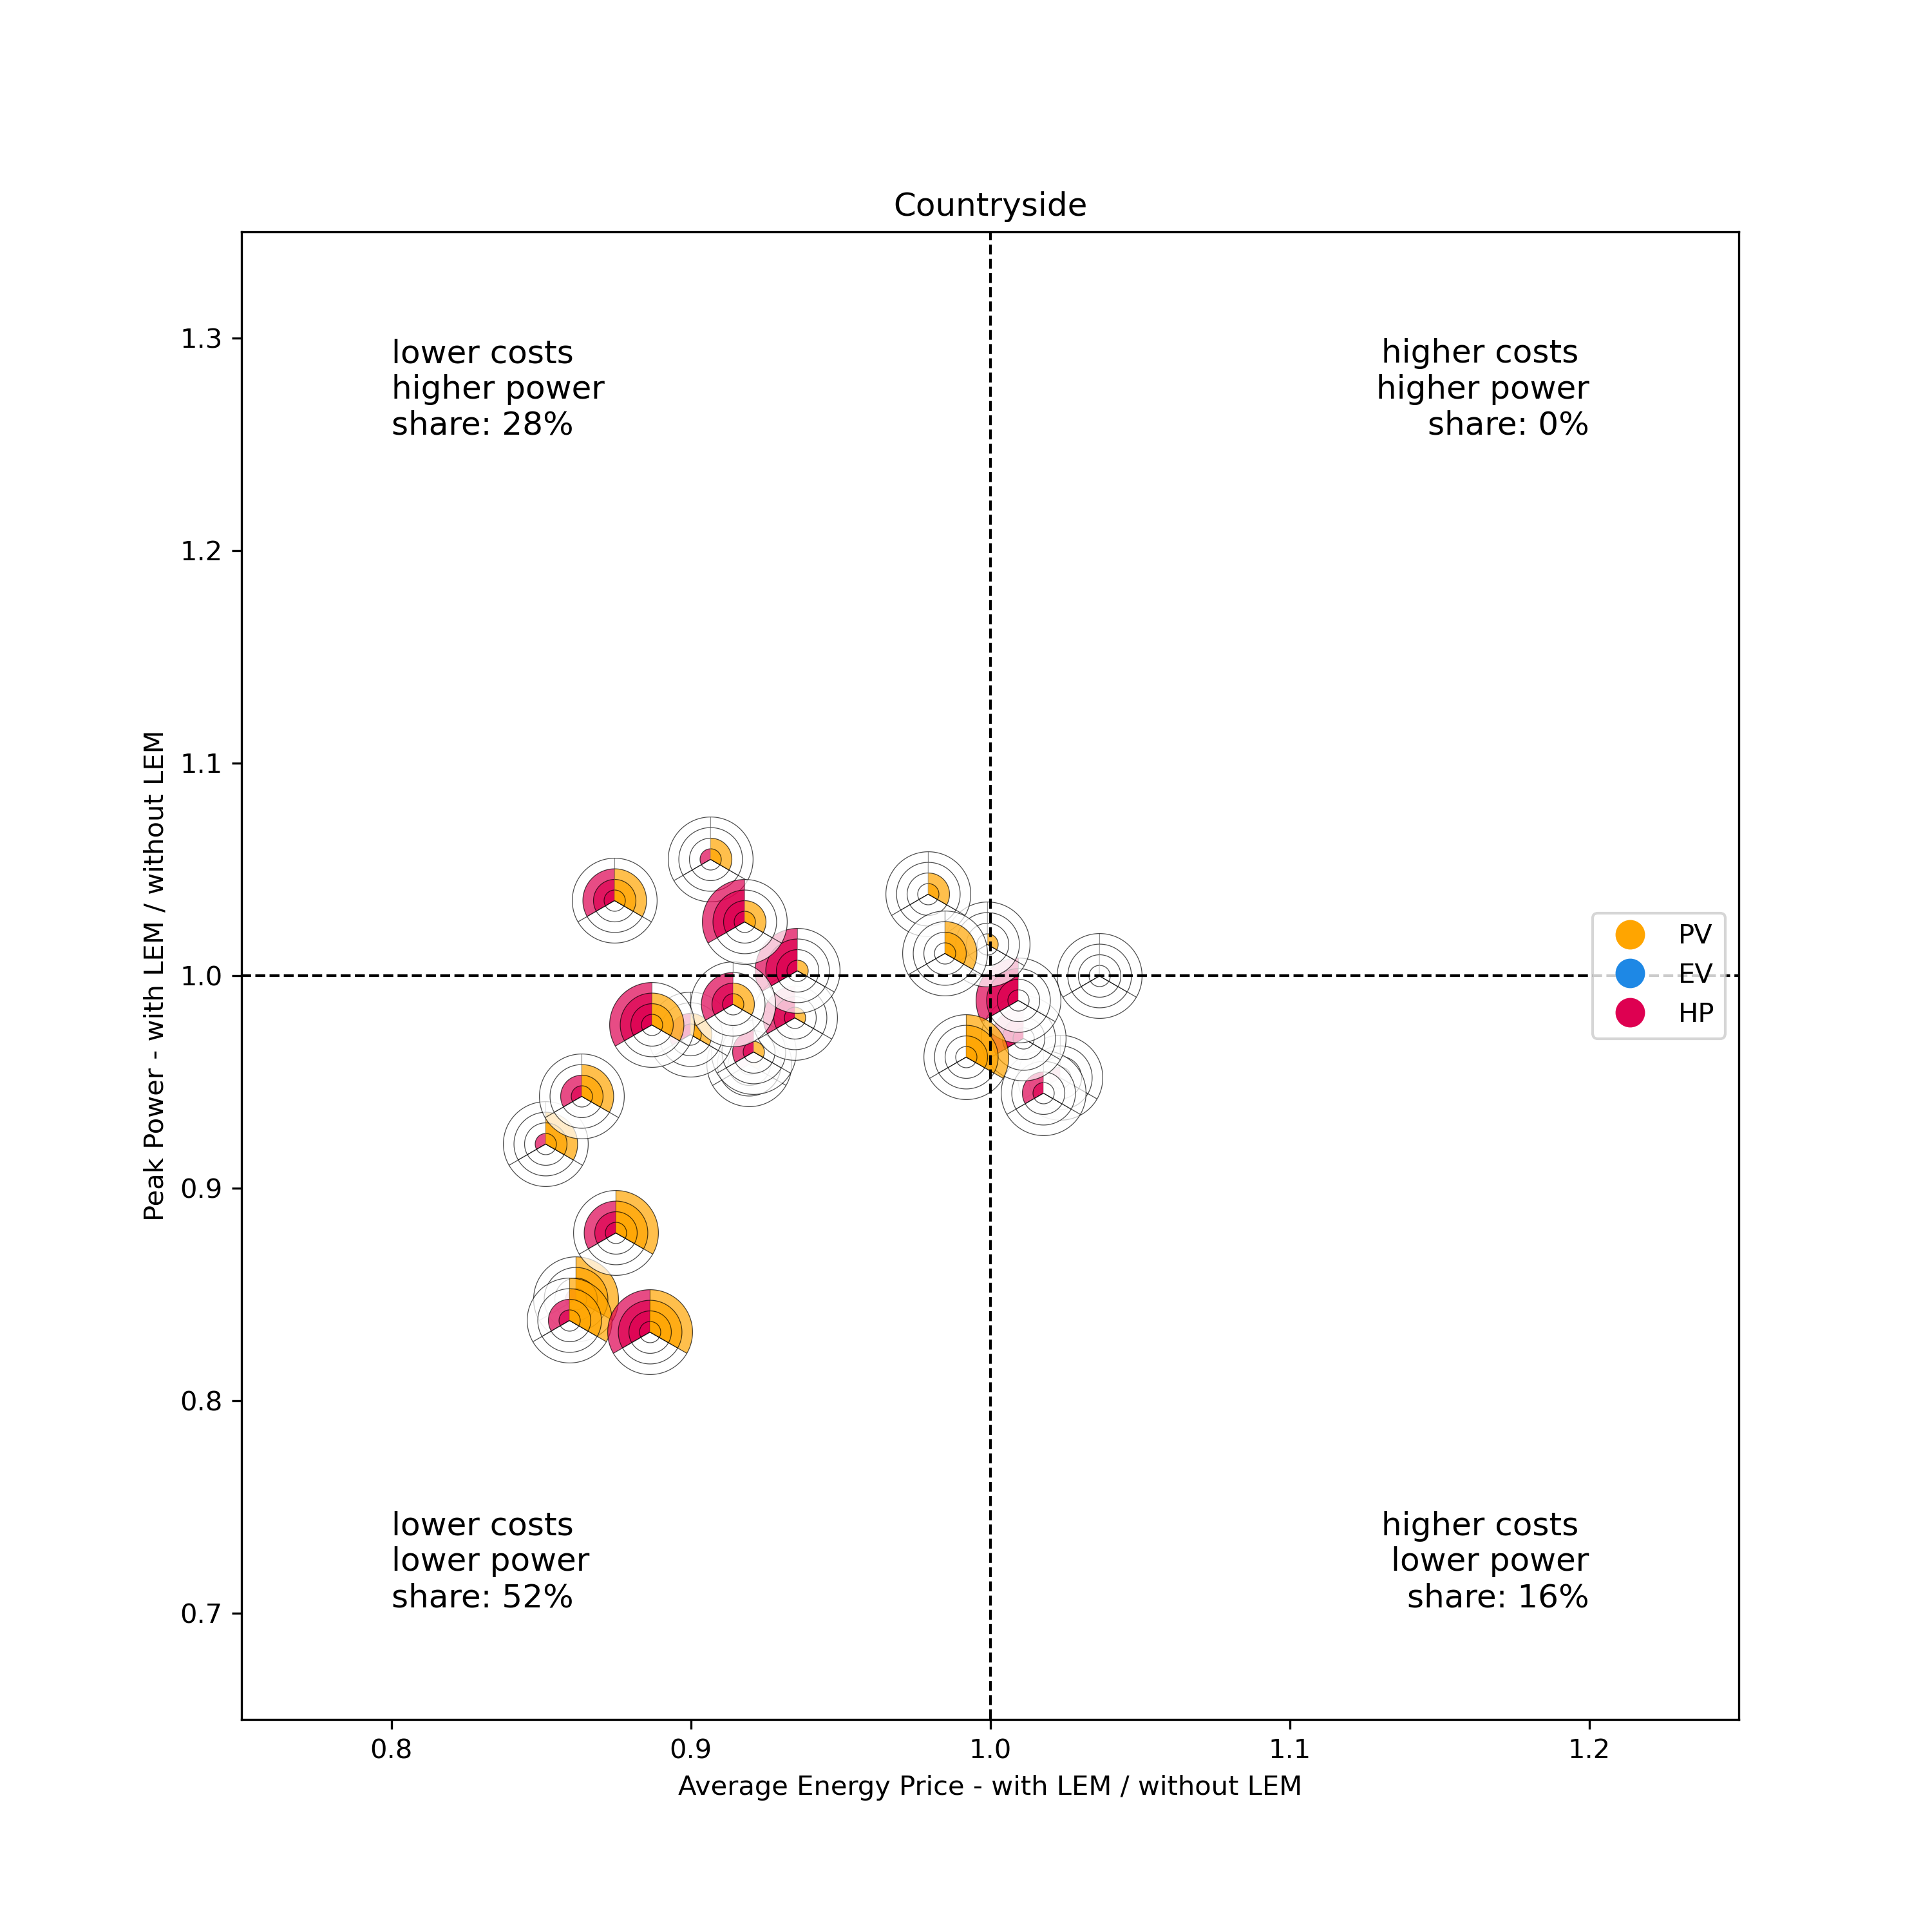 Countryside
lower costs
higher power
share: 28%
higher costs
higher power
share: 0%
PV
EV
HP
lower costs
lower power
share: 52%
higher costs
lower power
share: 16%
1.3
1.2
1.1
1.0
0.9
0.8
0.7
Peak Power - with LEM / without LEM
0.8
0.9
1.0
1.1
1.2
Average Energy Price - with LEM / without LEM